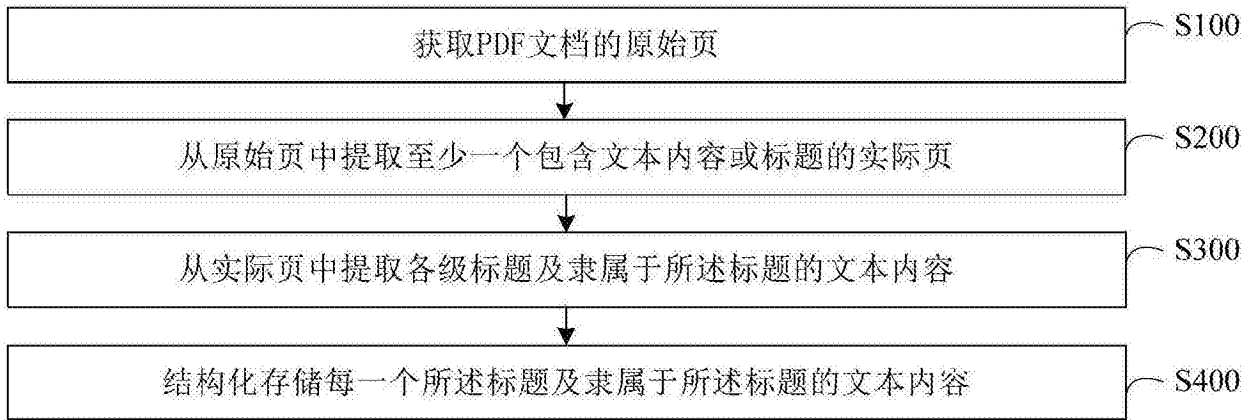 获取PDF文档的原始页
S100
从原始页中提取至少一个包含文本内容或标题的实际页
S200
从实际页中提取各级标题及隶属于所述标题的文本内容
S300
结构化存储每一个所述标题及隶属于所述标题的文本内容
S400